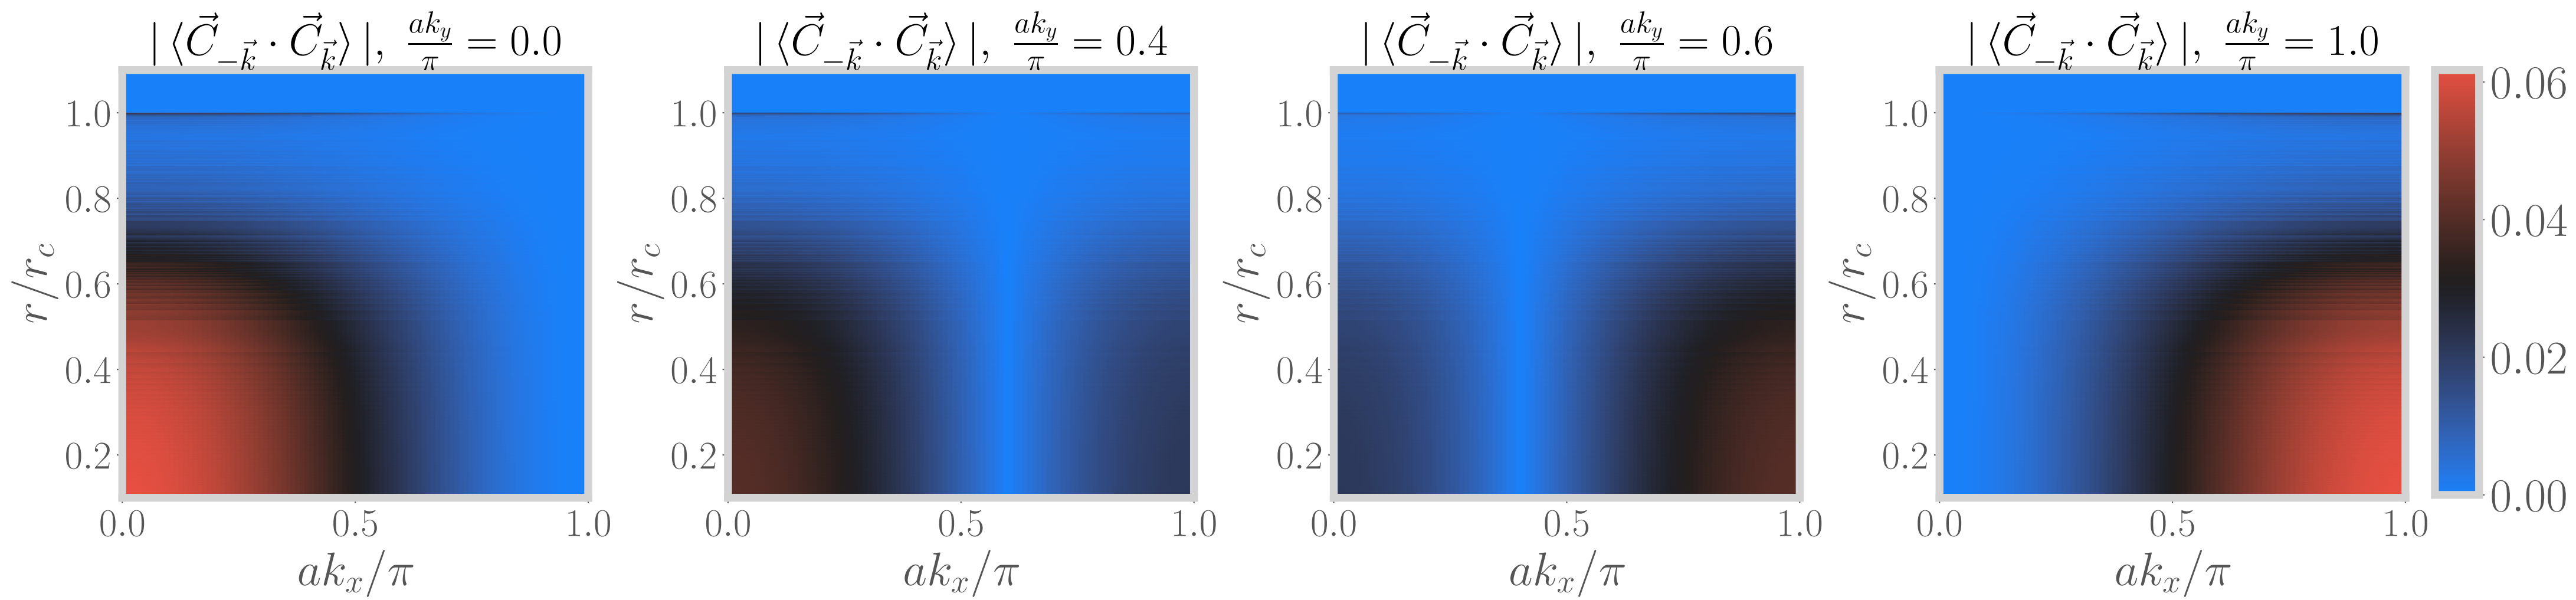 | ⟨C⃗_{−k⃗} · C⃗_{k⃗}⟩ |, ak_y/π = 0.0
1.0
0.8
0.6
0.4
0.2
r/r_c
0.0 0.5 1.0
ak_x/π
| ⟨C⃗_{−k⃗} · C⃗_{k⃗}⟩ |, ak_y/π = 0.4
1.0
0.8
0.6
0.4
0.2
r/r_c
0.0 0.5 1.0
ak_x/π
| ⟨C⃗_{−k⃗} · C⃗_{k⃗}⟩ |, ak_y/π = 0.6
1.0
0.8
0.6
0.4
0.2
r/r_c
0.0 0.5 1.0
ak_x/π
| ⟨C⃗_{−k⃗} · C⃗_{k⃗}⟩ |, ak_y/π = 1.0
1.0
0.8
0.6
0.4
0.2
r/r_c
0.0 0.5 1.0
ak_x/π
0.06
0.04
0.02
0.00